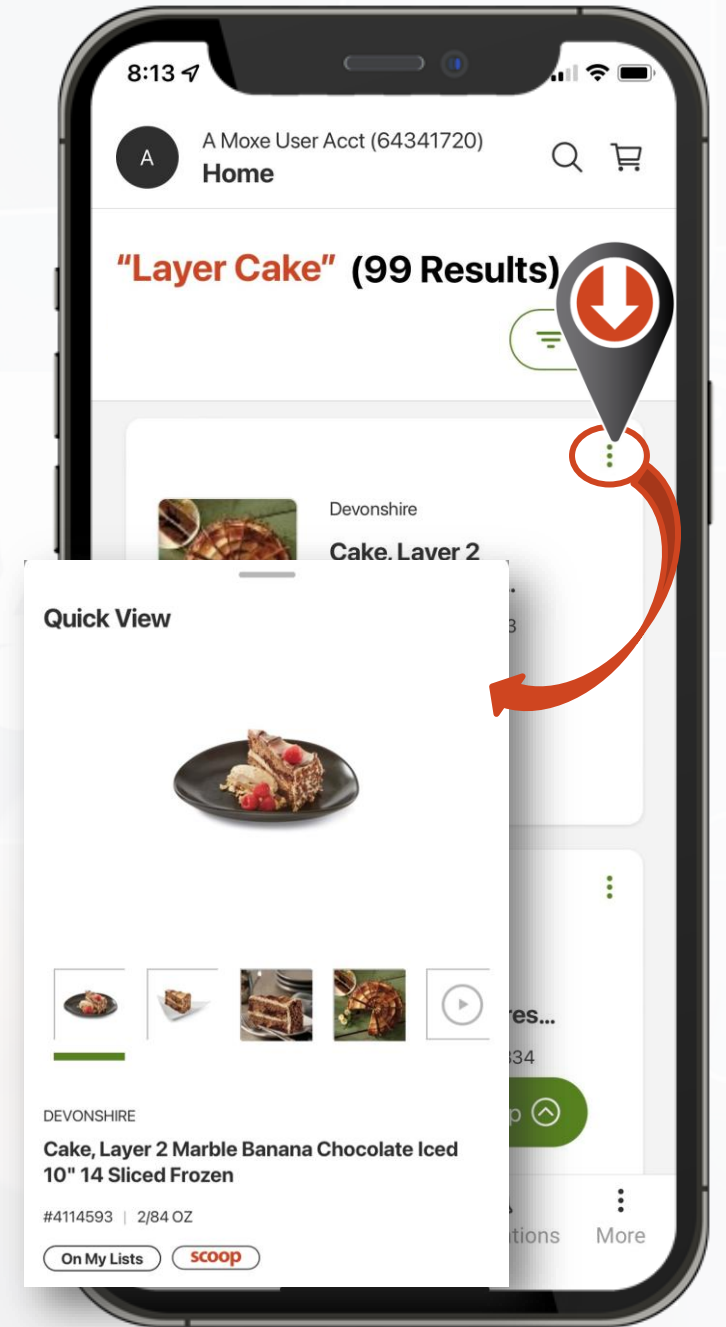 8:13
A
A Moxe User Acct (64341720)
Home
“Layer Cake” (99 Results)
Devonshire
Cake, Layer 2
Quick View
DEVONSHIRE
Cake, Layer 2 Marble Banana Chocolate Iced
10" 14 Sliced Frozen
#4114593 | 2/84 OZ
On My Lists
scoop
More